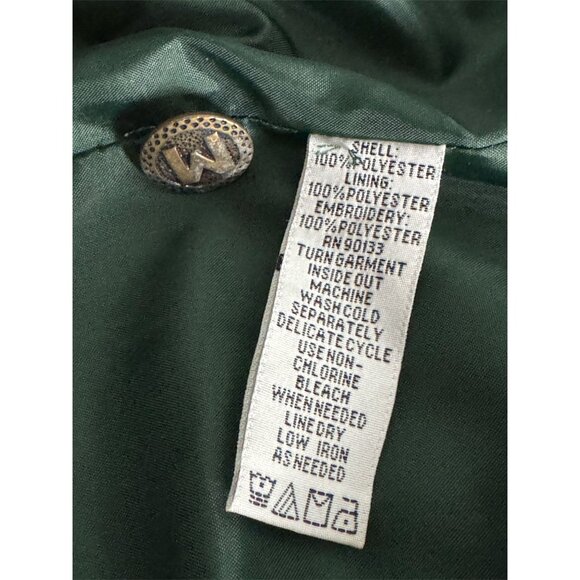 W
SHELL:
100%POLYESTER
LINING:
100%POLYESTER
EMBROIDERY:
100%POLYESTER
RN 90133
TURN GARMENT
INSIDE OUT
MACHINE
WASH COLD
SEPARATELY
DELICATE CYCLE
USE NON-
CHLORINE
BLEACH
WHEN NEEDED
LINE DRY
LOW IRON
AS NEEDED